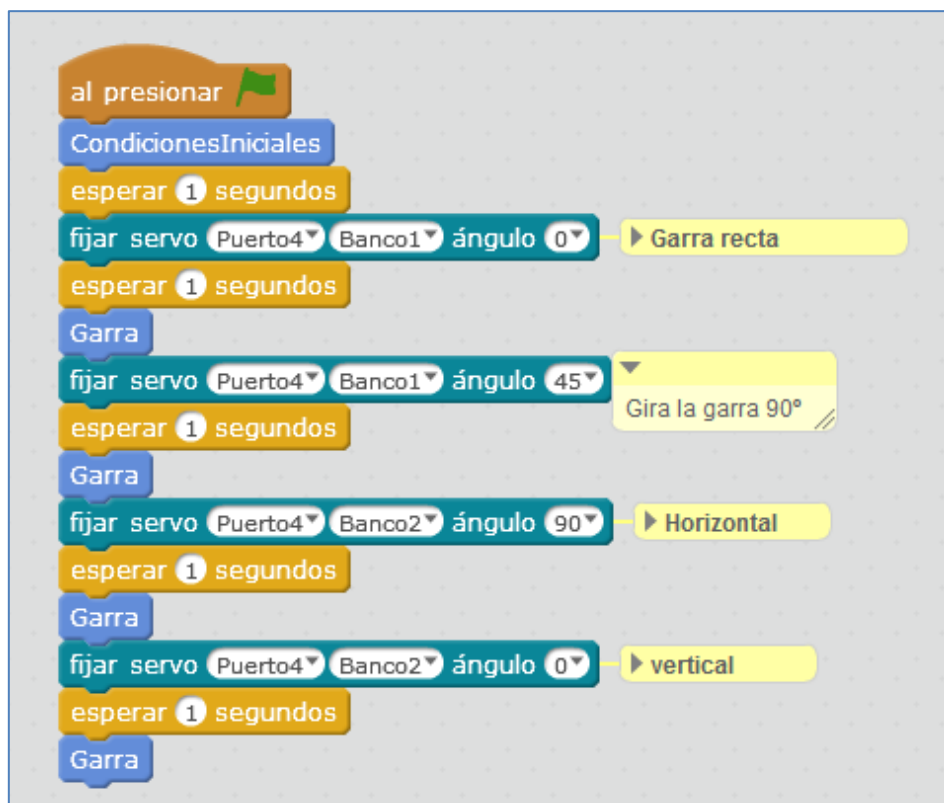 al presionar
CondicionesIniciales
esperar 1 segundos
fijar servo Puerto4 Banco1 ángulo 0 Garra recta
esperar 1 segundos
Garra
fijar servo Puerto4 Banco1 ángulo 45
Gira la garra 90º
esperar 1 segundos
Garra
fijar servo Puerto4 Banco2 ángulo 90 Horizontal
esperar 1 segundos
Garra
fijar servo Puerto4 Banco2 ángulo 0 vertical
esperar 1 segundos
Garra